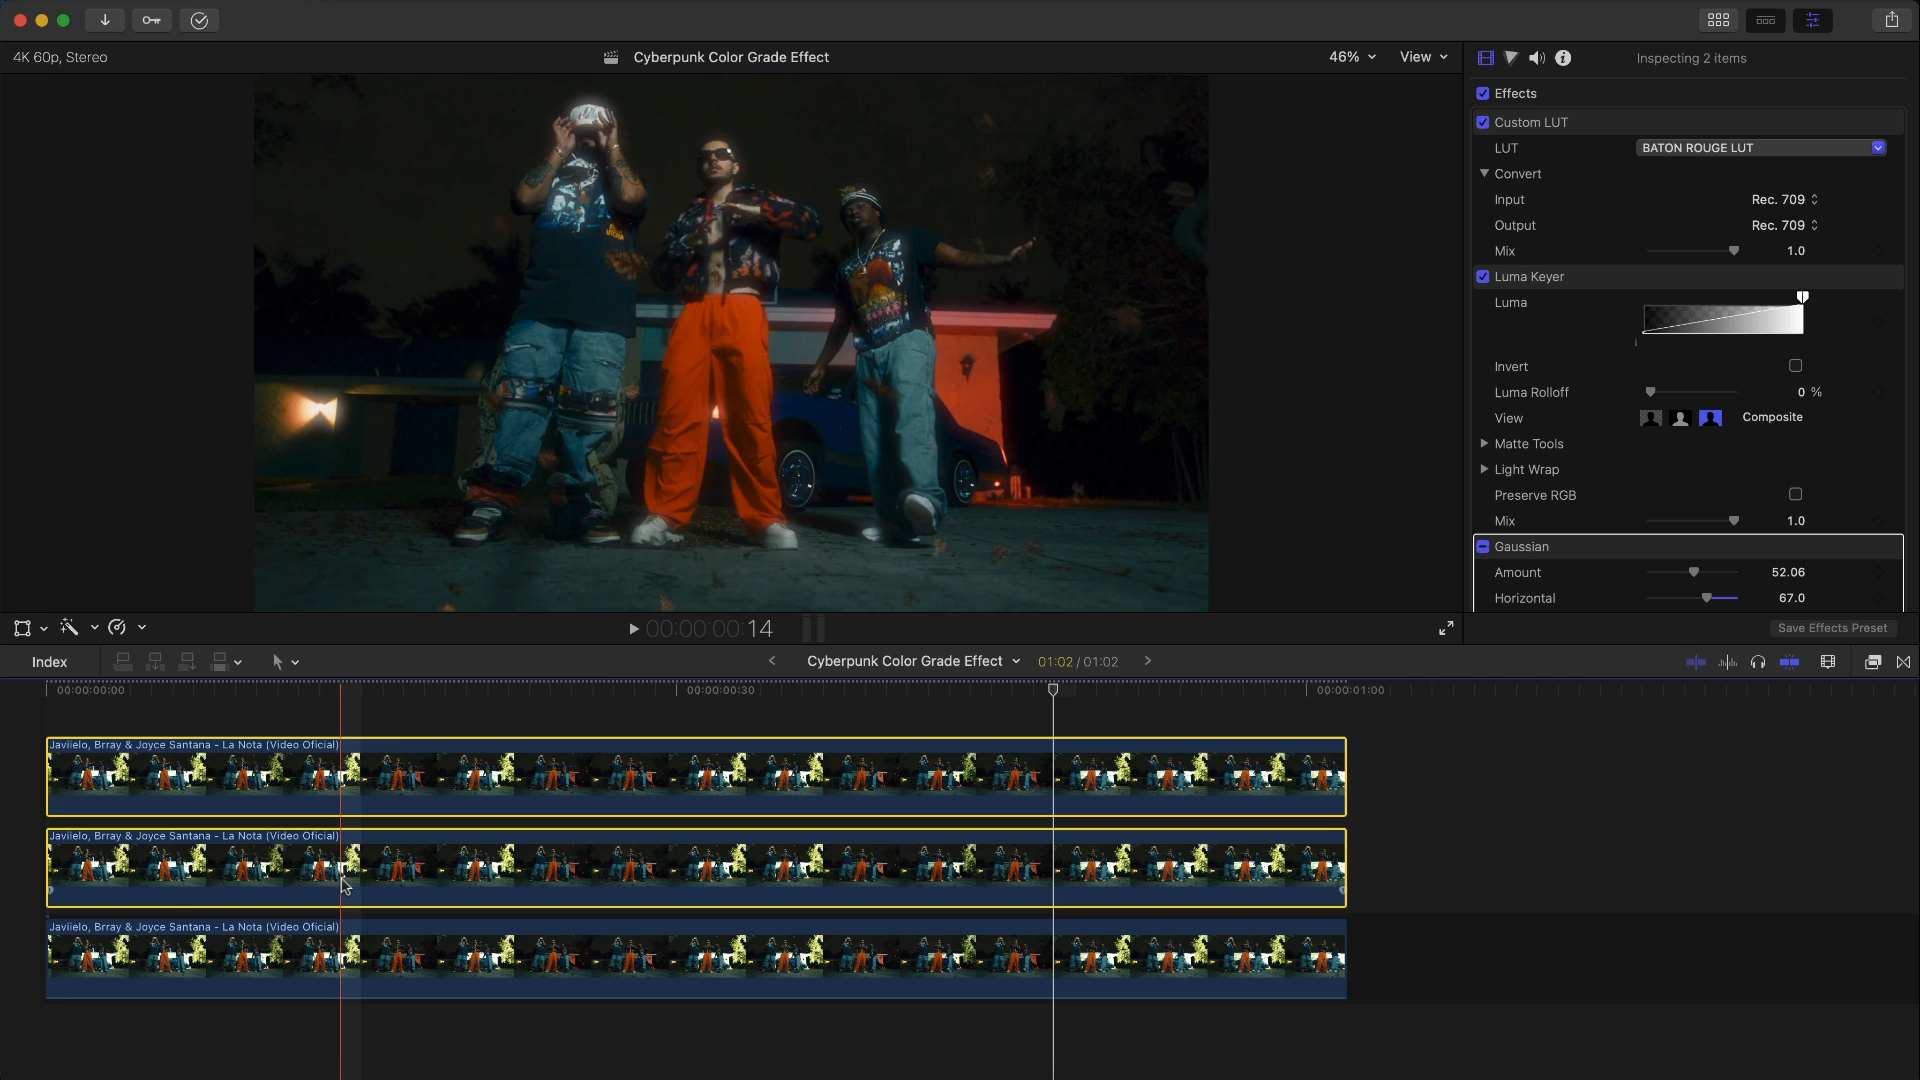 4K 60p, Stereo
Cyberpunk Color Grade Effect
46%
View
Inspecting 2 items
Effects
Custom LUT
LUT
BATON ROUGE LUT
Convert
Input
Rec. 709
Output
Rec. 709
Mix
1.0
Luma Keyer
Luma
Invert
Luma Rolloff
0 %
View
Composite
Matte Tools
Light Wrap
Preserve RGB
Mix
1.0
Gaussian
Amount
52.06
Horizontal
67.0
00:00:00:14
Save Effects Preset
Index
Cyberpunk Color Grade Effect
01:02 / 01:02
00:00:00:00
00:00:00:30
00:00:01:00
Javiielo, Brray & Joyce Santana - La Nota (Video Oficial)
Javiielo, Brray & Joyce Santana - La Nota (Video Oficial)
Javiielo, Brray & Joyce Santana - La Nota (Video Oficial)